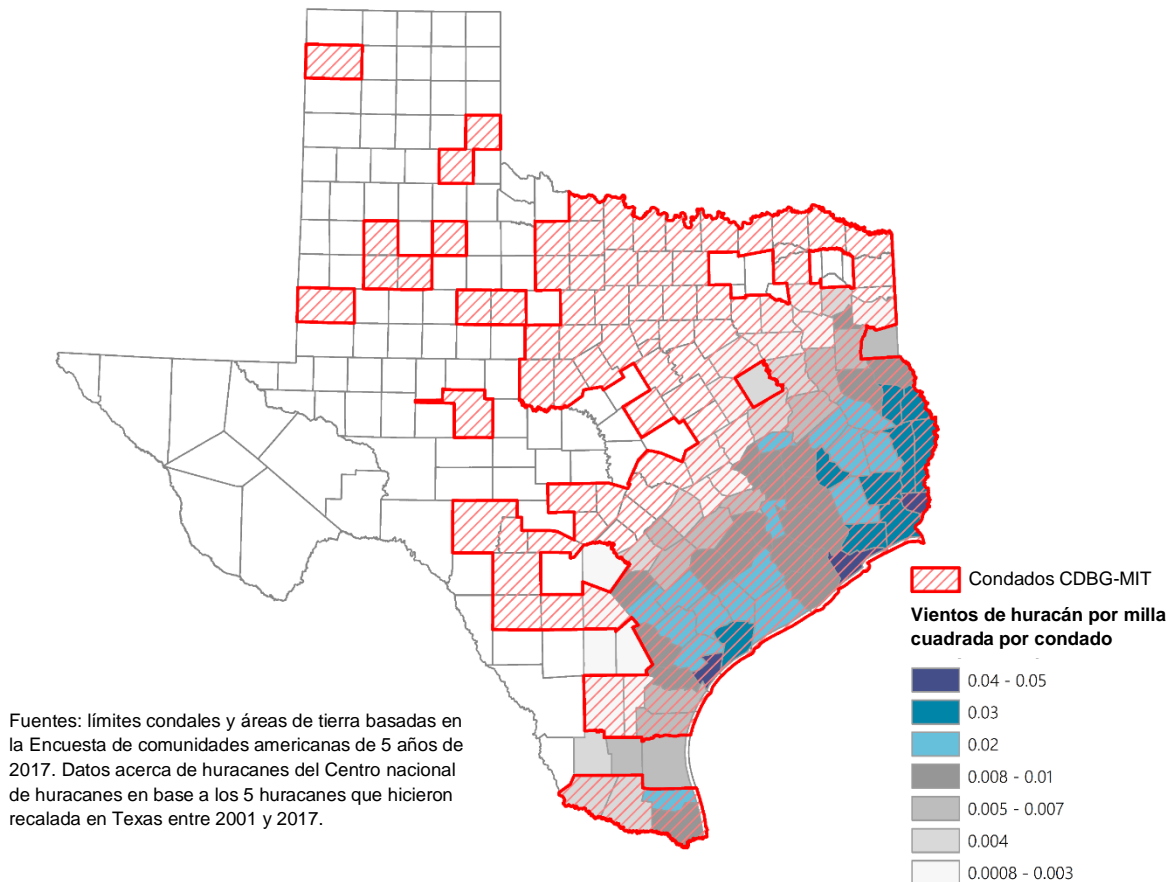 Condados CDBG-MIT
Vientos de huracán por milla
cuadrada por condado
0.04 - 0.05
0.03
0.02
0.008 - 0.01
0.005 - 0.007
0.004
0.0008 - 0.003
Fuentes: límites condales y áreas de tierra basadas en
la Encuesta de comunidades americanas de 5 años de
2017. Datos acerca de huracanes del Centro nacional
de huracanes en base a los 5 huracanes que hicieron
recalada en Texas entre 2001 y 2017.